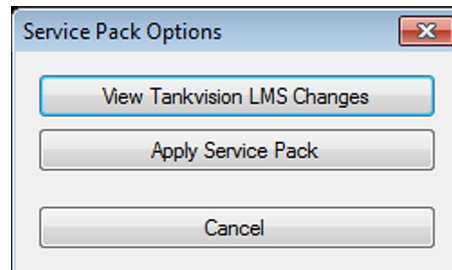 Service Pack Options
View Tankvision LMS Changes
Apply Service Pack
Cancel